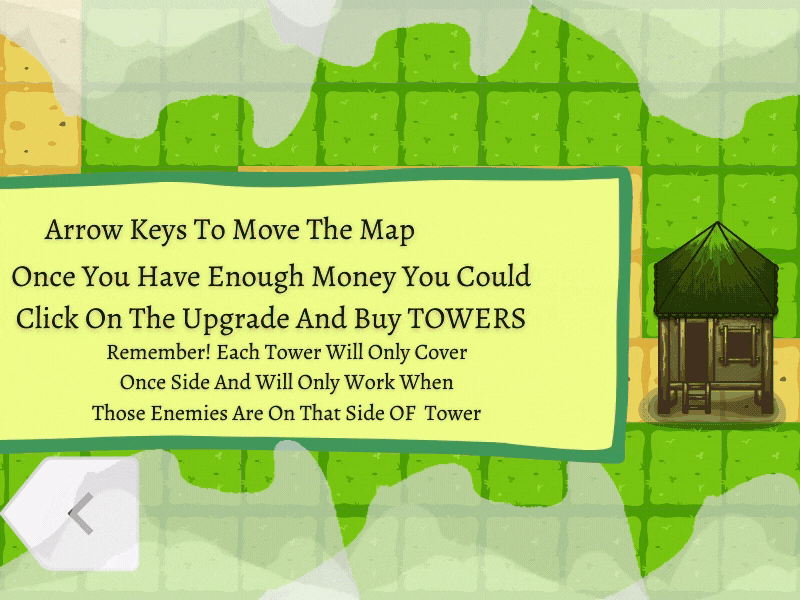 Arrow Keys To Move The Map
Once You Have Enough Money You Could
Click On The Upgrade And Buy TOWERS
Remember! Each Tower Will Only Cover
Once Side And Will Only Work When
Those Enemies Are On That Side OF Tower